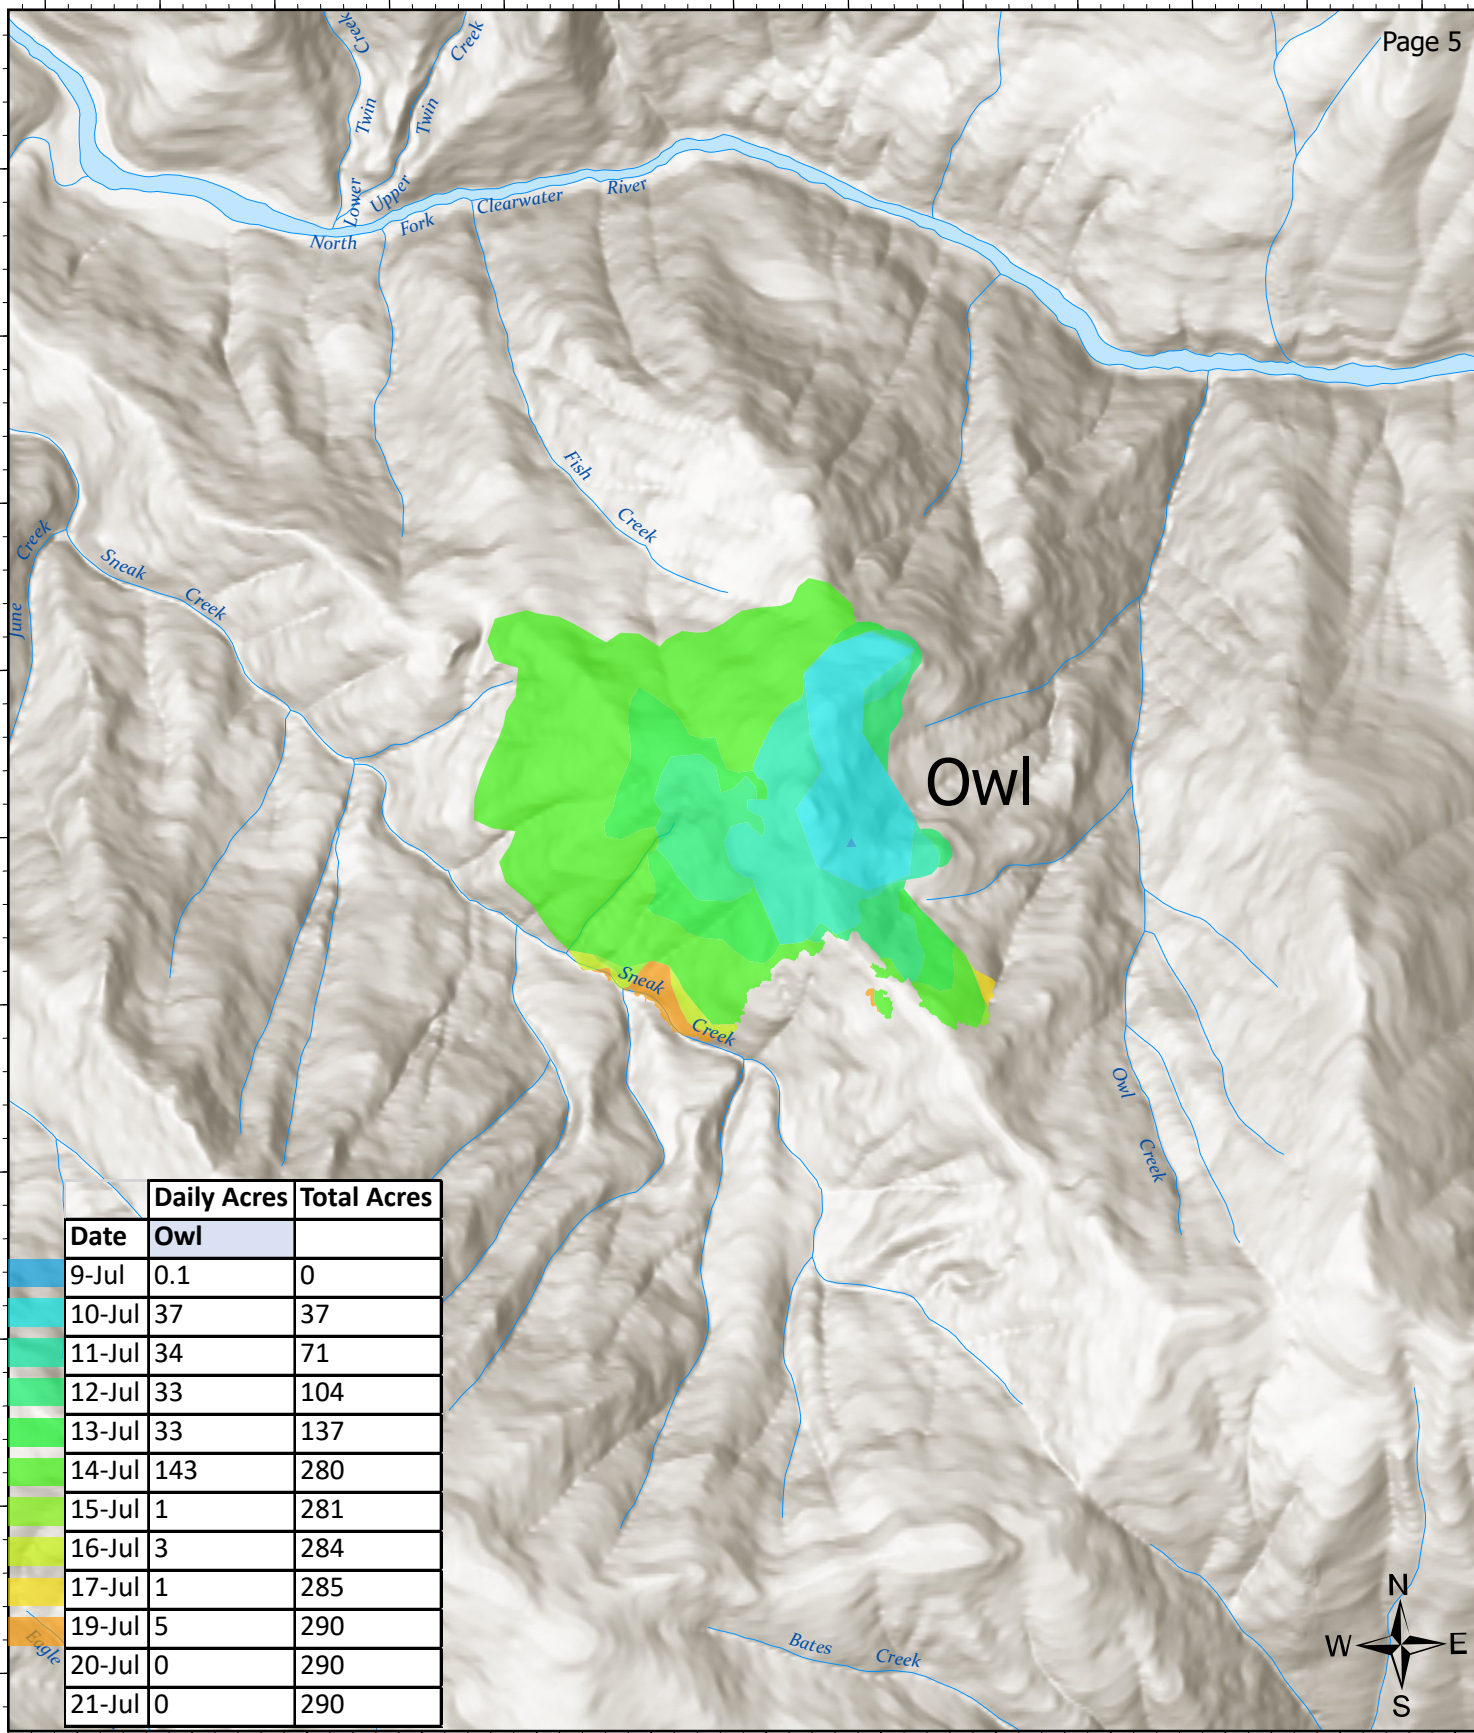 Page 5
Creek
Creek
Twin
Twin
Lower
Upper
North
Fork
Clearwater
River
Fish
Creek
Creek
June
Sneak
Creek
Owl
Sneak
Creek
Owl
Creek
Daily Acres Total Acres
Date Owl
9-Jul 0.1 0
10-Jul 37 37
11-Jul 34 71
12-Jul 33 104
13-Jul 33 137
14-Jul 143 280
15-Jul 1 281
16-Jul 3 284
17-Jul 1 285
19-Jul 5 290
20-Jul 0 290
21-Jul 0 290
Eagle
Bates
Creek
N
W E
S